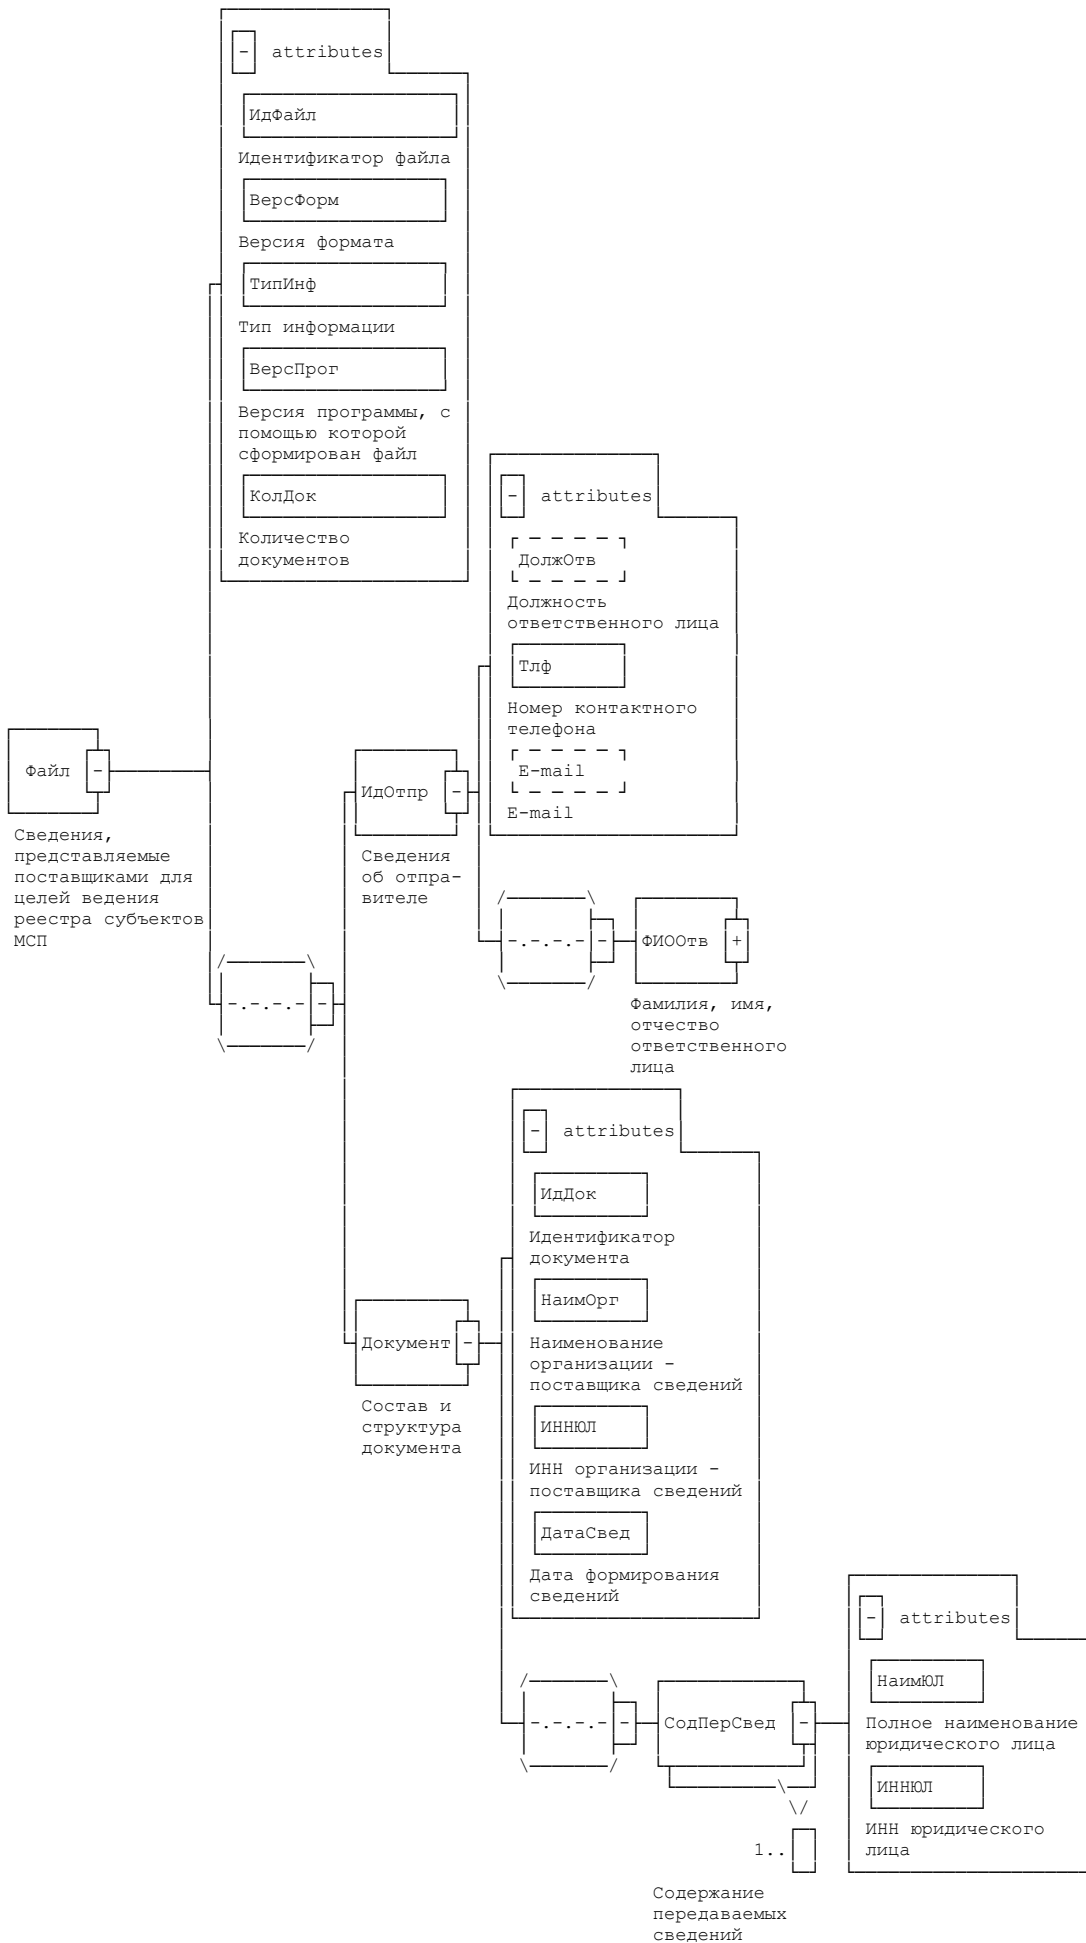 - attributes
ИдФайл
Идентификатор файла
ВерсФорм
Версия формата
ТипИнф
Тип информации
ВерсПрог
Версия программы, с
помощью которой
сформирован файл
КолДок
Количество
документов
- attributes
ДолжОтв
Должность
ответственного лица
Тлф
Номер контактного
телефона
E-mail
E-mail
Файл -
Сведения,
представляемые
поставщиками для
целей ведения
реестра субъектов
МСП
ИдОтпр -
Сведения
об отпра-
вителе
-.-.-.- -
ФИООтв +
Фамилия, имя,
отчество
ответственного
лица
-.-.-.- -
- attributes
ИдДок
Идентификатор
документа
НаимОрг
Наименование
организации -
поставщика сведений
ИННЮЛ
ИНН организации -
поставщика сведений
ДатаСвед
Дата формирования
сведений
Документ -
Состав и
структура
документа
-.-.-.- -
СодПерСвед -
1..
Содержание
передаваемых
сведений
- attributes
НаимЮЛ
Полное наименование
юридического лица
ИННЮЛ
ИНН юридического
лица